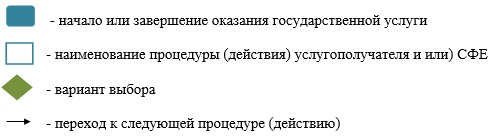 - начало или завершение оказания государственной услуги
- наименование процедуры (действия) услугополучателя и или) СФЕ
- вариант выбора
- переход к следующей процедуре (действию)